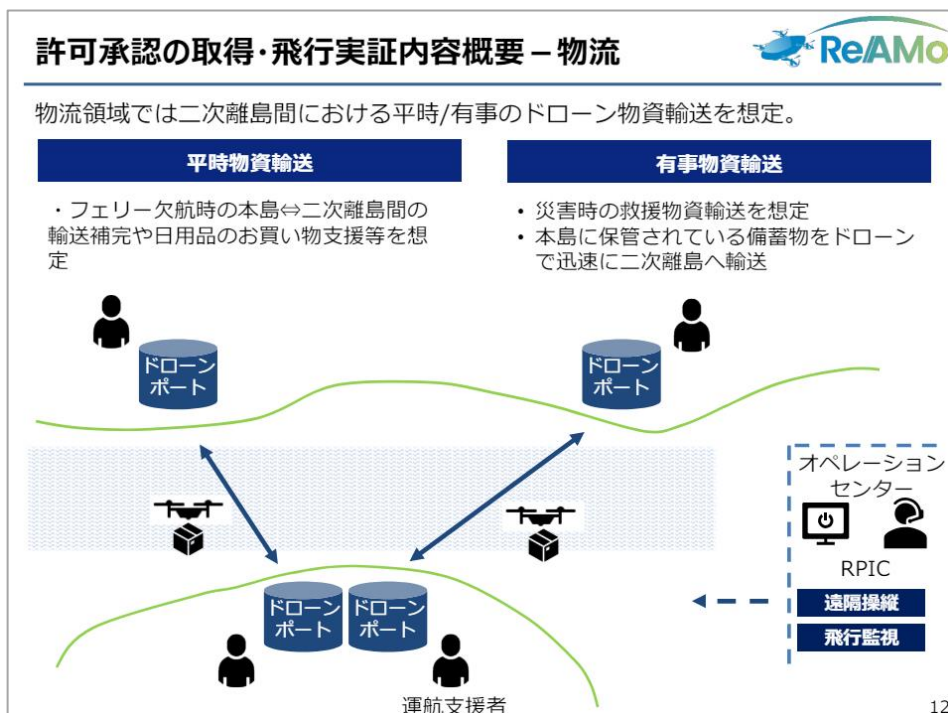 許可承認の取得・飛行実証内容概要 – 物流
ReAMo
物流領域では二次離島間における平時/有事のドローン物資輸送を想定。
平時物資輸送
・フェリー欠航時の本島⇔二次離島間の
輸送補完や日用品のお買い物支援等を想
定
有事物資輸送
• 災害時の救援物資輸送を想定
• 本島に保管されている備蓄物をドローン
で迅速に二次離島へ輸送
ドローン
ポート
ドローン
ポート
オペレーション
センター
RPIC
遠隔操縦
飛行監視
ドローン
ポート
ドローン
ポート
運航支援者
12